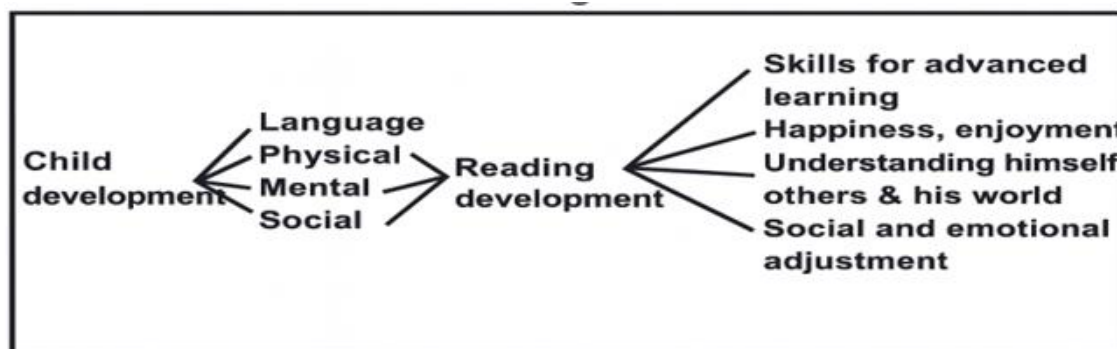 Child
development
Language
Physical
Mental
Social
Reading
development
Skills for advanced
learning
Happiness, enjoyment
Understanding himself
others & his world
Social and emotional
adjustment